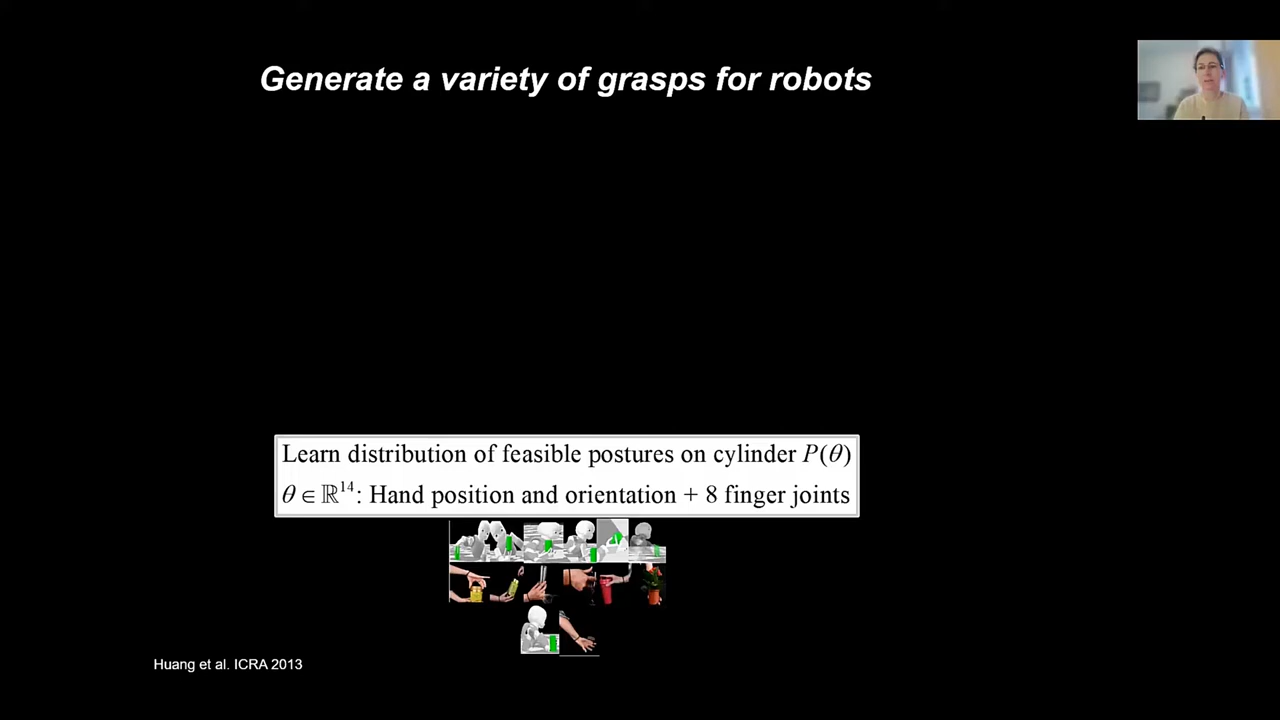 Generate a variety of grasps for robots
Learn distribution of feasible postures on cylinder P(θ)
θ ∈ ℝ¹⁴: Hand position and orientation + 8 finger joints
Huang et al. ICRA 2013